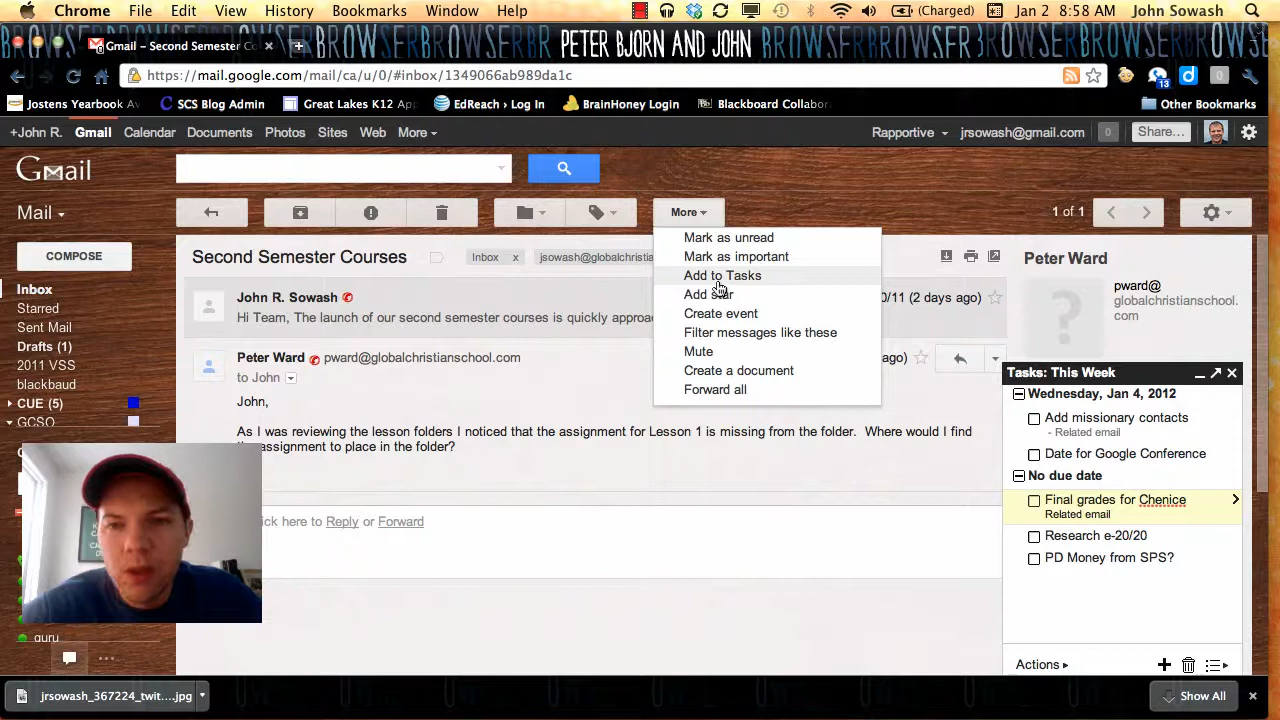 Chrome File Edit View History Bookmarks Window Help (Charged) Jan 2 8:58 AM John Sowash
BROWSERBR PETER BJORN AND JOHN BROWSERBR
Gmail – Second Semester Co
https://mail.google.com/mail/ca/u/0/#inbox/1349066ab989da1c 13 0
Jostens Yearbook Av SCS Blog Admin Great Lakes K12 Ap EdReach › Log In BrainHoney Login Bb Blackboard Collabor Other Bookmarks
+John R. Gmail Calendar Documents Photos Sites Web More Rapportive jrsowash@gmail.com 0 Share...
Gmail
Mail More 1 of 1
COMPOSE
Inbox
Starred
Sent Mail
Drafts (1)
2011 VSS
blackbaud
CUE (5)
GCSO
guru
Second Semester Courses Inbox x jsowash@globalchristia
John R. Sowash 0/11 (2 days ago)
Hi Team, The launch of our second semester courses is quickly approa
Peter Ward pward@globalchristianschool.com ago)
to John
John,
As I was reviewing the lesson folders I noticed that the assignment for Lesson 1 is missing from the folder. Where would I find
the assignment to place in the folder?
Click here to Reply or Forward
Mark as unread
Mark as important
Add to Tasks
Add star
Create event
Filter messages like these
Mute
Create a document
Forward all
Peter Ward
?
pward@
globalchristianschool.
com
Tasks: This Week
Wednesday, Jan 4, 2012
Add missionary contacts
- Related email
Date for Google Conference
No due date
Final grades for Chenice
Related email
Research e-20/20
PD Money from SPS?
Actions
jrsowash_367224_twit....jpg Show All